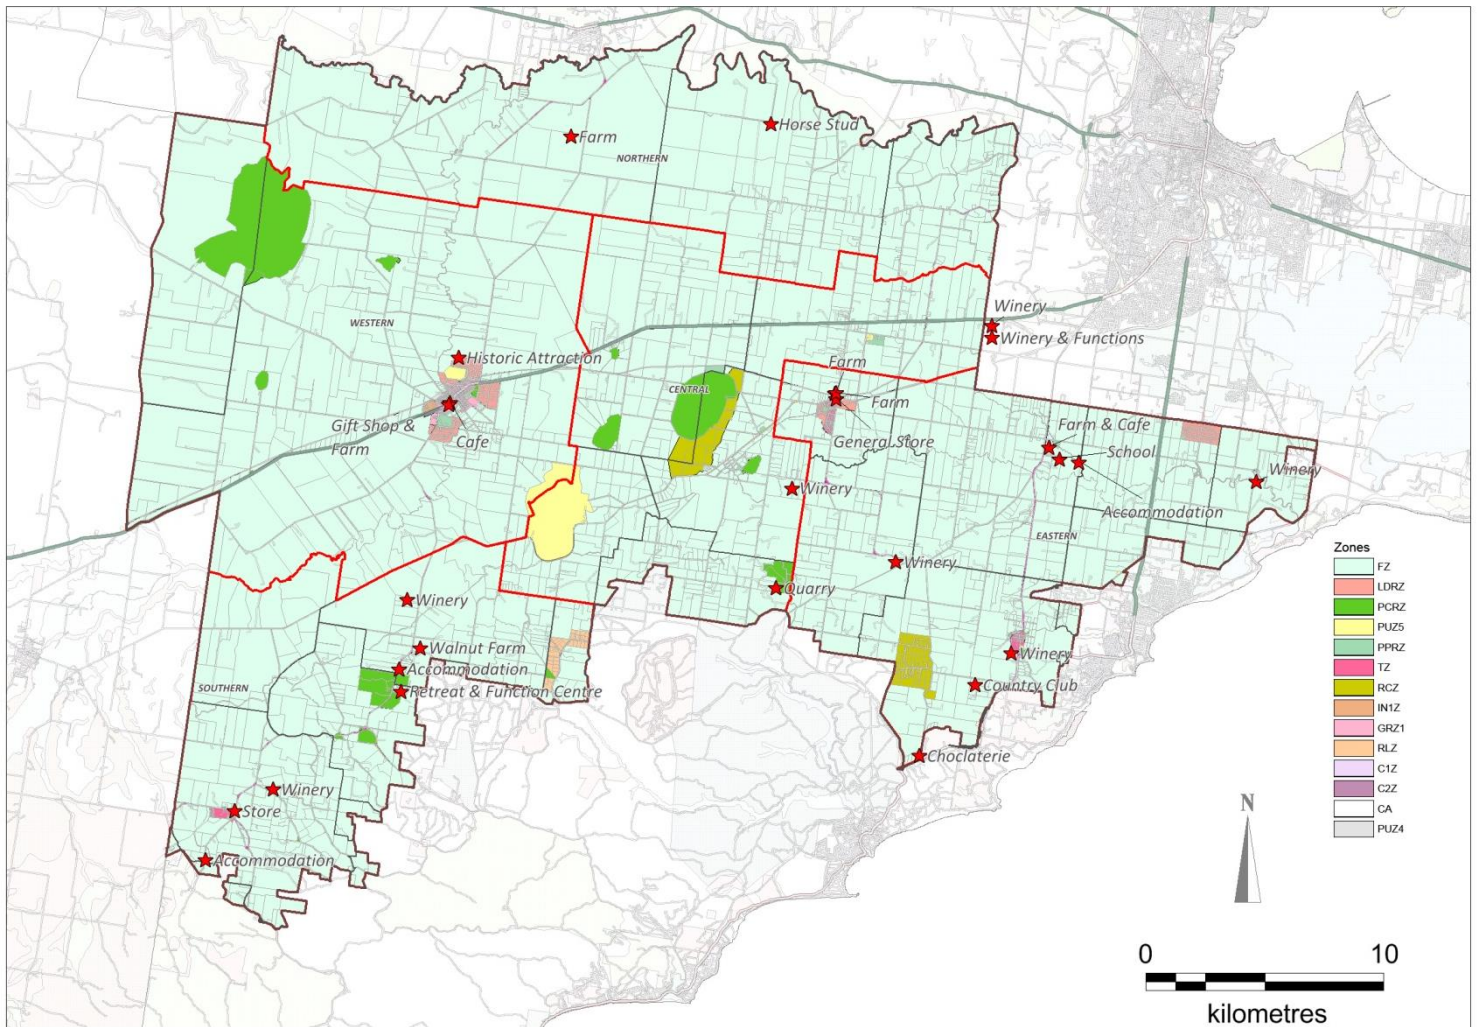 Horse Stud
Farm
NORTHERN
Winery
Winery & Functions
WESTERN
Historic Attraction
Farm
CENTRAL
Farm
Gift Shop &
Farm
Cafe
General Store
Farm & Cafe
School
Winery
Winery
Accommodation
EASTERN
Winery
Quarry
Winery
Walnut Farm
Winery
Accommodation
SOUTHERN
Retreat & Function Centre
Country Club
Choclaterie
Winery
Store
Accommodation
Zones
FZ
LDRZ
PCRZ
PUZ5
PPRZ
TZ
RCZ
IN1Z
GRZ1
RLZ
C1Z
C2Z
CA
PUZ4
N
0 10
kilometres